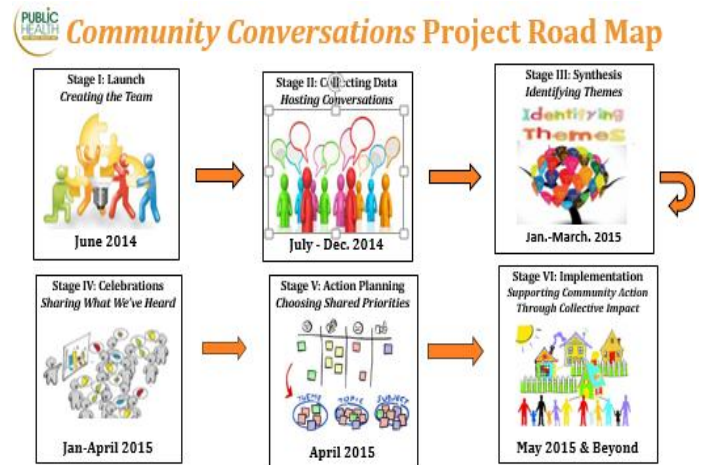 PUBLIC
HEALTH
Community Conversations Project Road Map
Stage I: Launch
Creating the Team
June 2014
Stage II: Collecting Data
Hosting Conversations
July - Dec. 2014
Stage III: Synthesis
Identifying Themes
Identifying
Themes
Jan.-March. 2015
Stage IV: Celebrations
Sharing What We've Heard
Jan-April 2015
Stage V: Action Planning
Choosing Shared Priorities
THEME TOPIC SUBJECT
April 2015
Stage VI: Implementation
Supporting Community Action
Through Collective Impact
May 2015 & Beyond